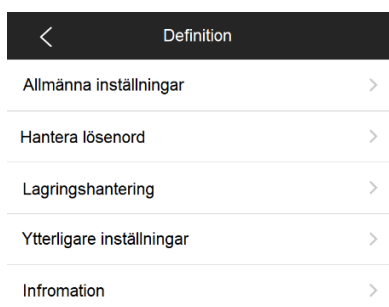 Definition
Allmänna inställningar
Hantera lösenord
Lagringshantering
Ytterligare inställningar
Infromation